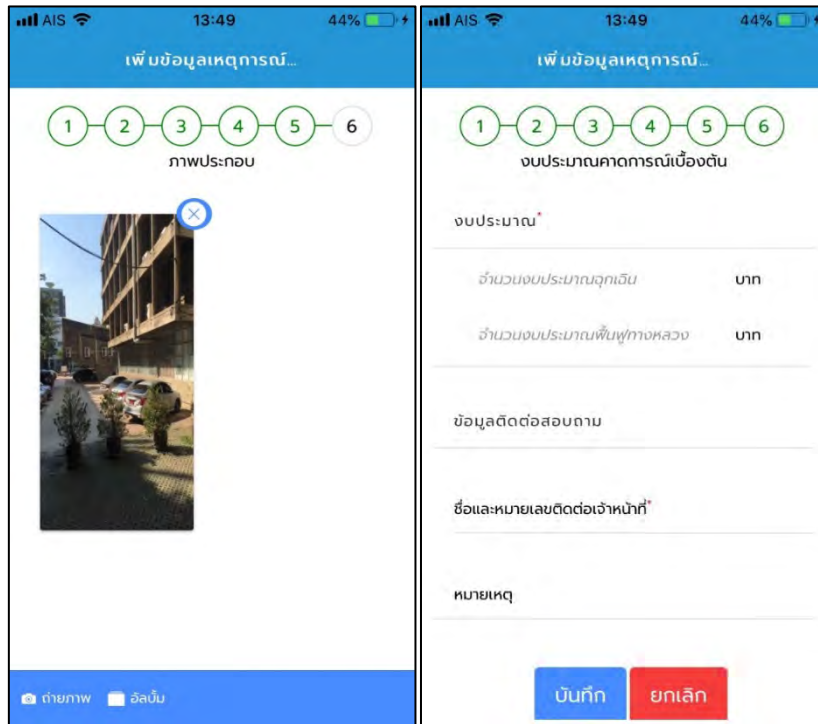 AIS 13:49 44%
เพิ่มข้อมูลเหตุการณ์...
1 2 3 4 5 6
ภาพประกอบ
ถ่ายภาพ อัลบั้ม
AIS 13:49 44%
เพิ่มข้อมูลเหตุการณ์...
1 2 3 4 5 6
งบประมาณคาดการณ์เบื้องต้น
งบประมาณ*
จำนวนงบประมาณฉุกเฉิน บาท
จำนวนงบประมาณฟื้นฟูทางหลวง บาท
ข้อมูลติดต่อสอบถาม
ชื่อและหมายเลขติดต่อเจ้าหน้าที่*
หมายเหตุ
บันทึก ยกเลิก